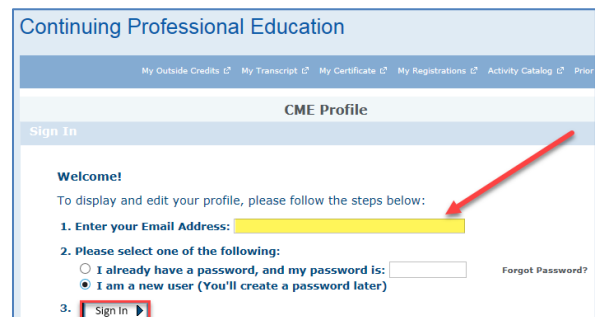 Continuing Professional Education
My Outside Credits My Transcript My Certificate My Registrations Activity Catalog Prior
CME Profile
Sign In
Welcome!
To display and edit your profile, please follow the steps below:
1. Enter your Email Address:
2. Please select one of the following:
I already have a password, and my password is: Forgot Password?
I am a new user (You'll create a password later)
3. Sign In